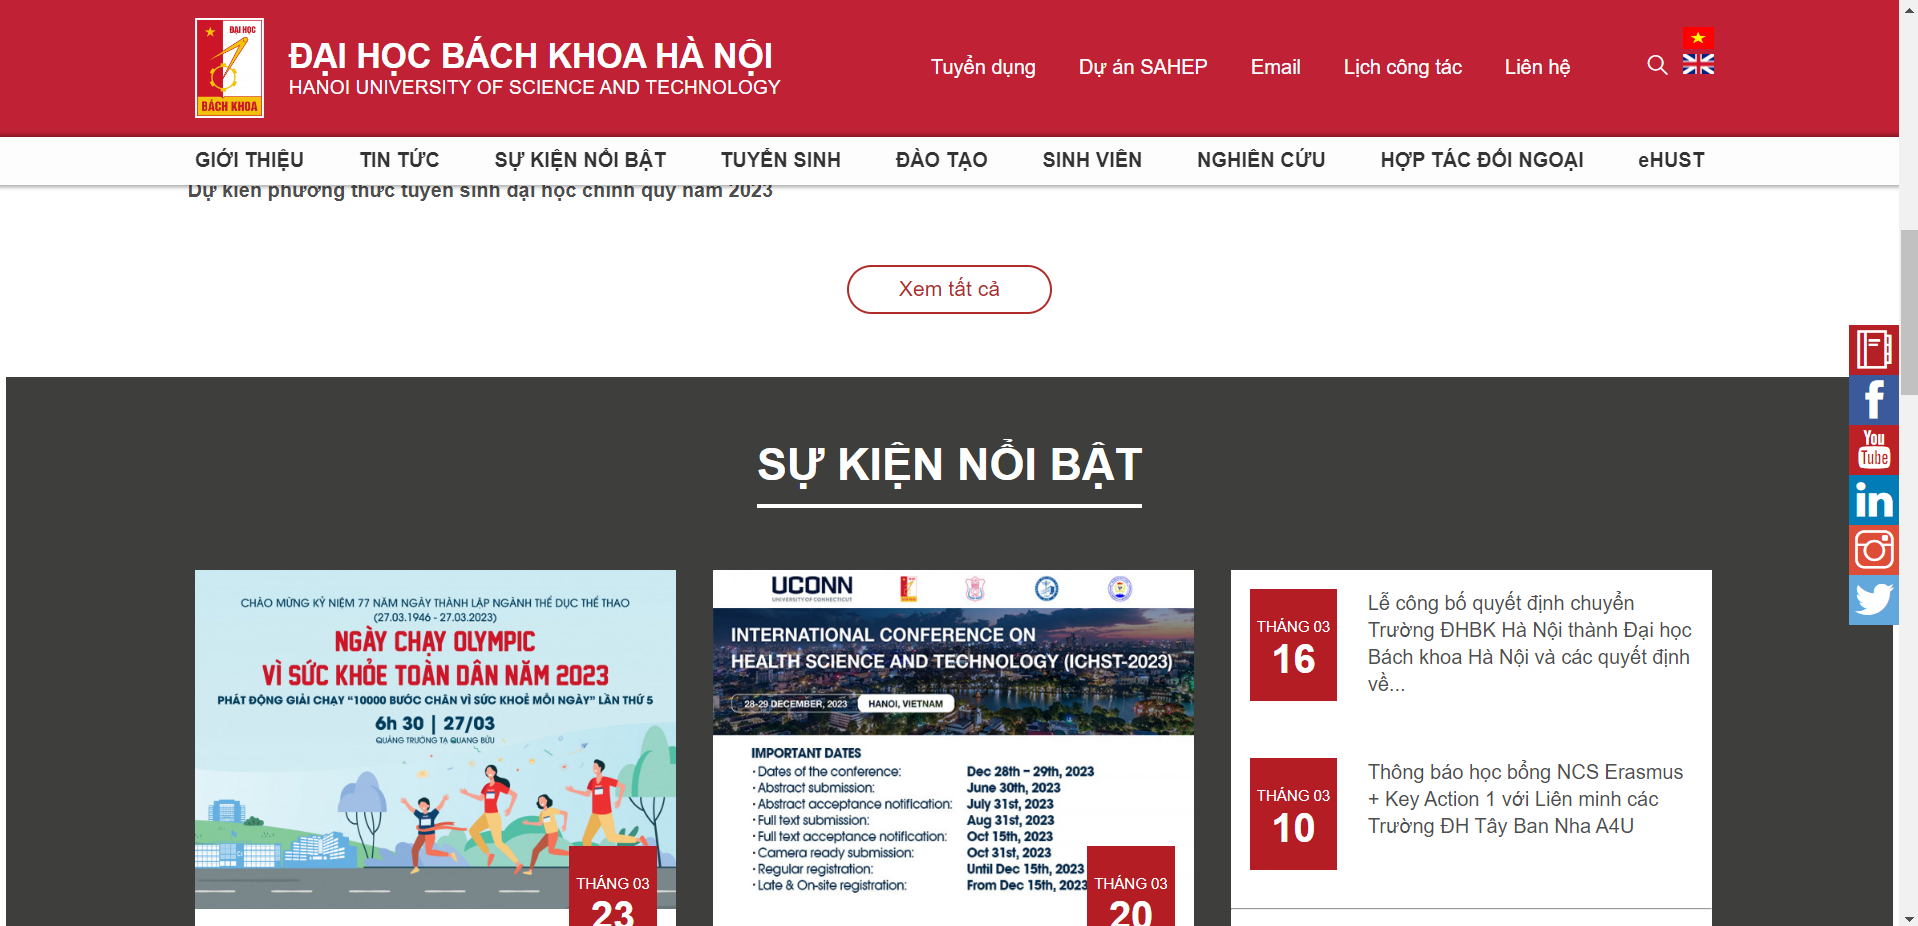 ĐẠI HỌC
BÁCH KHOA
ĐẠI HỌC BÁCH KHOA HÀ NỘI
HANOI UNIVERSITY OF SCIENCE AND TECHNOLOGY
Tuyển dụng
Dự án SAHEP
Email
Lịch công tác
Liên hệ
GIỚI THIỆU
TIN TỨC
SỰ KIỆN NỔI BẬT
TUYỂN SINH
ĐÀO TẠO
SINH VIÊN
NGHIÊN CỨU
HỢP TÁC ĐỐI NGOẠI
eHUST
Dự kiến phương thức tuyển sinh đại học chính quy năm 2023
Xem tất cả
You
Tube
SỰ KIỆN NỔI BẬT
CHÀO MỪNG KỶ NIỆM 77 NĂM NGÀY THÀNH LẬP NGÀNH THỂ DỤC THỂ THAO
(27.03.1946 - 27.03.2023)
NGÀY CHẠY OLYMPIC
VÌ SỨC KHỎE TOÀN DÂN NĂM 2023
PHÁT ĐỘNG GIẢI CHẠY “10000 BƯỚC CHÂN VÌ SỨC KHOẺ MỖI NGÀY” LẦN THỨ 5
6h 30 | 27/03
QUẢNG TRƯỜNG TẠ QUANG BỬU
THÁNG 03
23
UCONN
UNIVERSITY OF CONNECTICUT
INTERNATIONAL CONFERENCE ON
HEALTH SCIENCE AND TECHNOLOGY (ICHST-2023)
28-29 DECEMBER, 2023
HANOI, VIETNAM
IMPORTANT DATES
· Dates of the conference: Dec 28th – 29th, 2023
· Abstract submission: June 30th, 2023
· Abstract acceptance notification: July 31st, 2023
· Full text submission: Aug 31st, 2023
· Full text acceptance notification: Oct 15th, 2023
· Camera ready submission: Oct 31st, 2023
· Regular registration: Until Dec 15th, 2023
· Late & On-site registration: From Dec 15th, 2023
THÁNG 03
20
THÁNG 03
16
Lễ công bố quyết định chuyển
Trường ĐHBK Hà Nội thành Đại học
Bách khoa Hà Nội và các quyết định
về...
THÁNG 03
10
Thông báo học bổng NCS Erasmus
+ Key Action 1 với Liên minh các
Trường ĐH Tây Ban Nha A4U